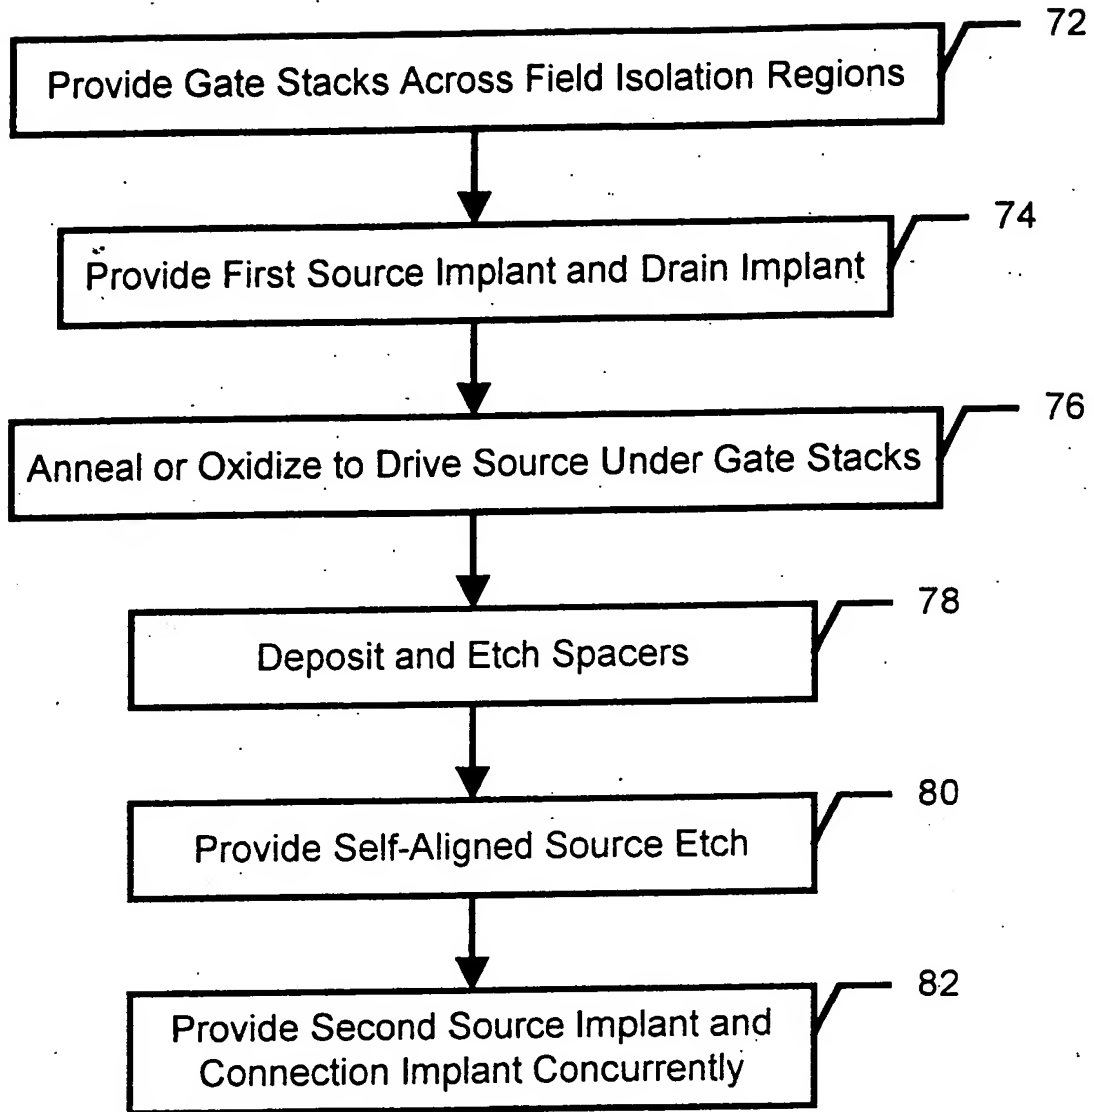 72
Provide Gate Stacks Across Field Isolation Regions
74
Provide First Source Implant and Drain Implant
76
Anneal or Oxidize to Drive Source Under Gate Stacks
78
Deposit and Etch Spacers
80
Provide Self-Aligned Source Etch
82
Provide Second Source Implant and
Connection Implant Concurrently